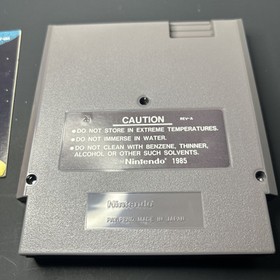 CAUTION REV-A
• DO NOT STORE IN EXTREME TEMPERATURES.
• DO NOT IMMERSE IN WATER.
• DO NOT CLEAN WITH BENZENE, THINNER,
ALCOHOL OR OTHER SUCH SOLVENTS.
Nintendo® 1985
Nintendo
MADE IN JAPAN